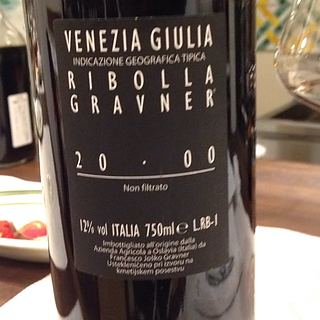 VENEZIA GIULIA
INDICAZIONE GEOGRAFICA TIPICA
RIBOLLA
GRAVNER
20.00
Non filtrato
12% vol ITALIA 750ml e L.RB-1
Imbottigliato all'origine dalla
Azienda Agricola a Oslavia (Italia) da
Francesco Joško Gravner
Ustekleničeno pri izvoru na
kmetijskem posestvu